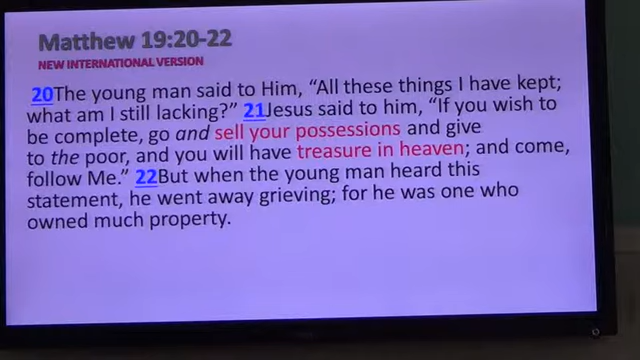 Matthew 19:20-22
NEW INTERNATIONAL VERSION
20The young man said to Him, “All these things I have kept;
what am I still lacking?” 21Jesus said to him, “If you wish to
be complete, go and sell your possessions and give
to the poor, and you will have treasure in heaven; and come,
follow Me.” 22But when the young man heard this
statement, he went away grieving; for he was one who
owned much property.